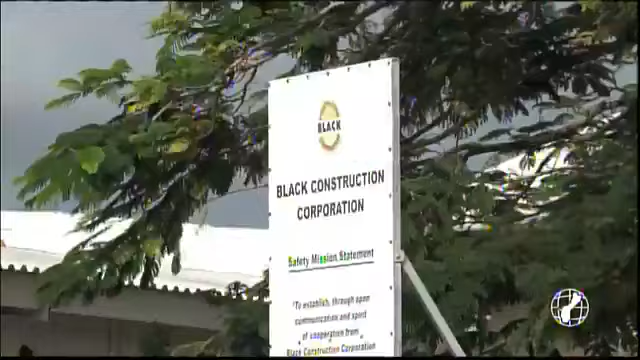 BLACK
BLACK CONSTRUCTION
CORPORATION
Safety Mission Statement
"To establish, through open
communication and spirit
of cooperation from
Black Construction Corporation